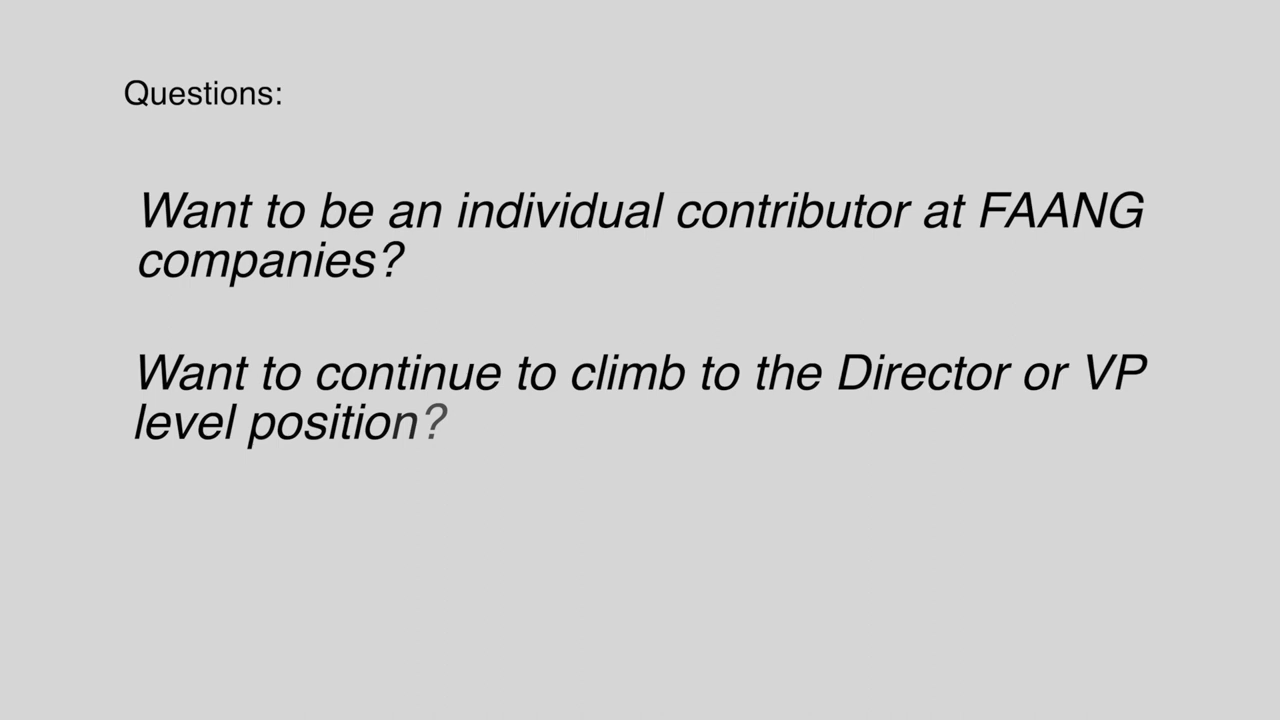 Questions:
Want to be an individual contributor at FAANG
companies?
Want to continue to climb to the Director or VP
level position?